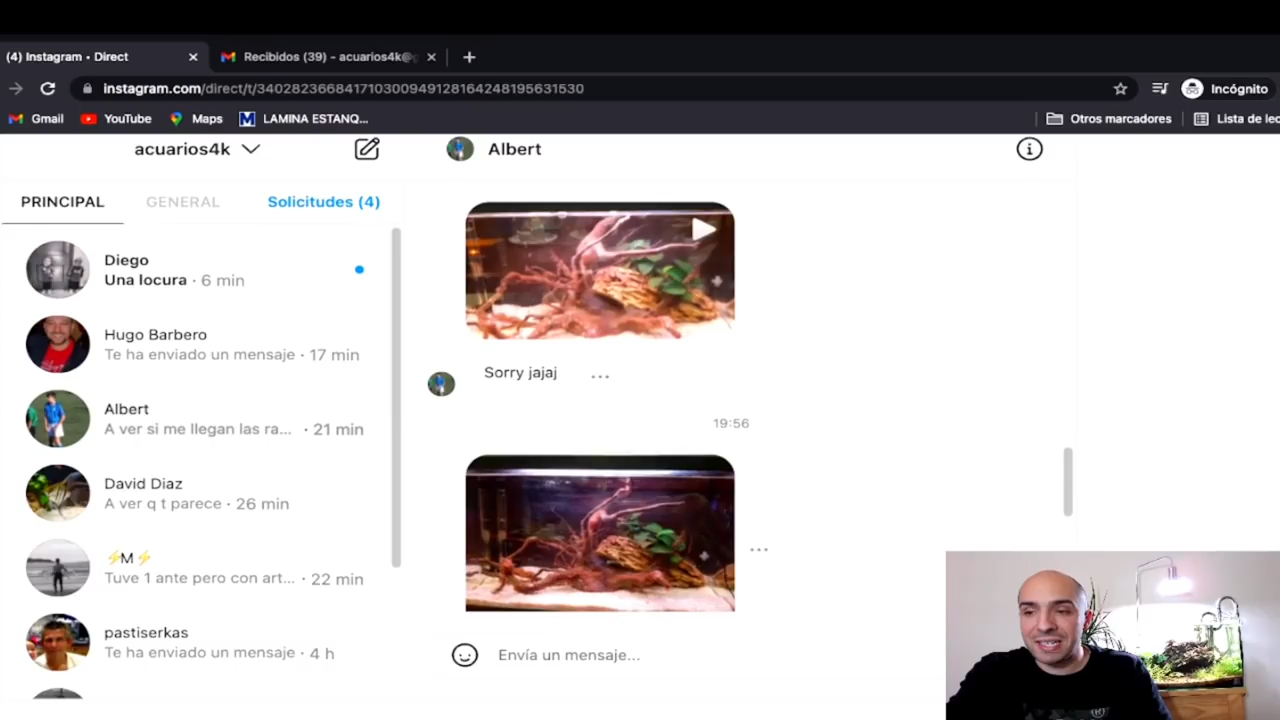 (4) Instagram • Direct
Recibidos (39) - acuarios4k@
instagram.com/direct/t/340282366841710300949128164248195631530
Incógnito
Gmail
YouTube
Maps
LAMINA ESTANQ...
Otros marcadores
Lista de lec
acuarios4k
Albert
PRINCIPAL
GENERAL
Solicitudes (4)
Diego
Una locura · 6 min
Hugo Barbero
Te ha enviado un mensaje · 17 min
Albert
A ver si me llegan las ra... · 21 min
David Diaz
A ver q t parece · 26 min
⚡M⚡
Tuve 1 ante pero con art... · 22 min
pastiserkas
Te ha enviado un mensaje · 4 h
Sorry jajaj
19:56
Envía un mensaje...